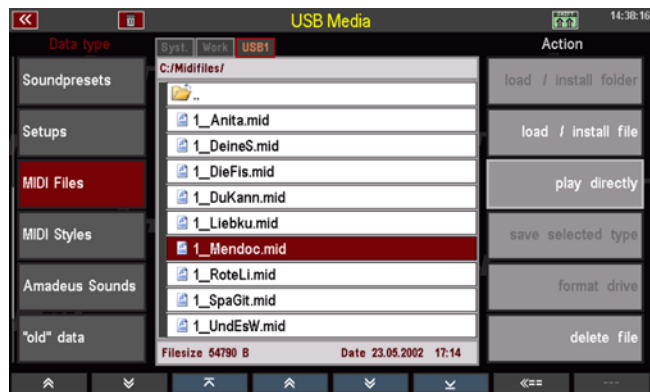 USB Media
14:38:16
Data type
Syst. Work USB1
Action
C:/Midifiles/
Soundpresets
load / install folder
..
1_Anita.mid
Setups
load / install file
1_DeineS.mid
1_DieFis.mid
MIDI Files
play directly
1_DuKann.mid
1_Liebku.mid
MIDI Styles
save selected type
1_Mendoc.mid
1_RoteLi.mid
Amadeus Sounds
format drive
1_SpaGit.mid
1_UndEsW.mid
"old" data
delete file
Filesize 54790 B Date 23.05.2002 17:14
«==
---